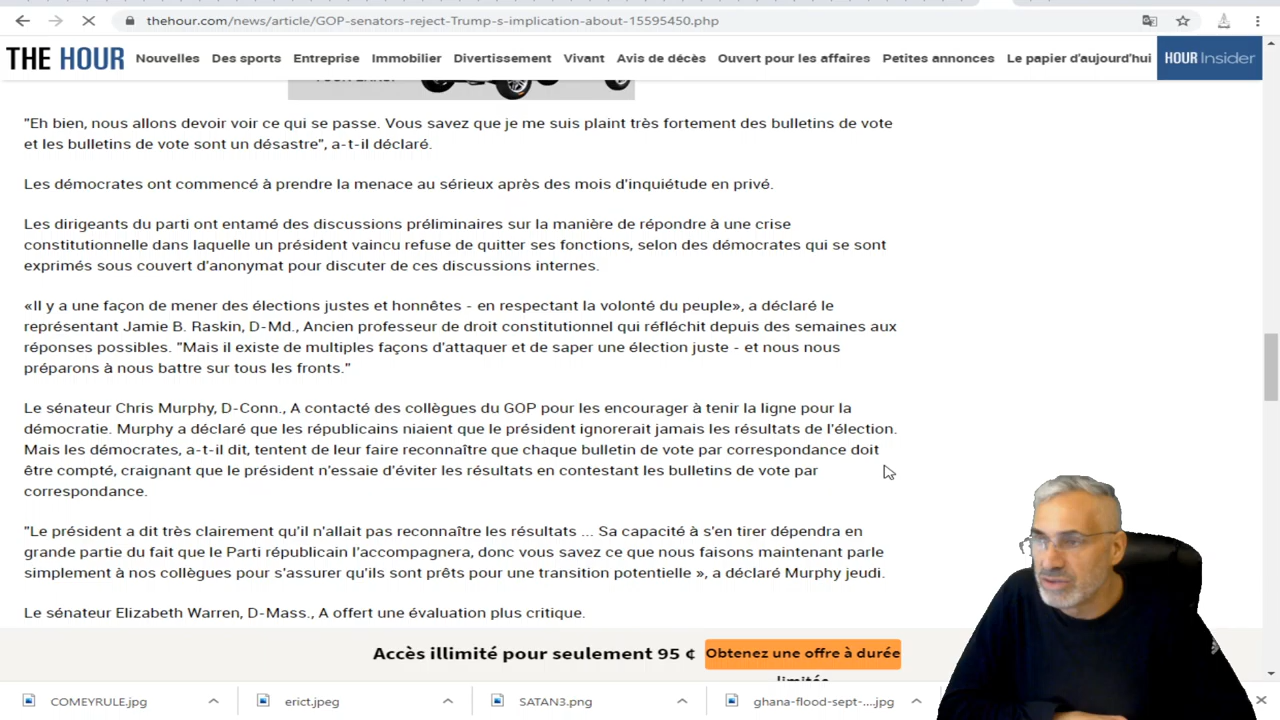 thehour.com/news/article/GOP-senators-reject-Trump-s-implication-about-15595450.php
THE HOUR Nouvelles Des sports Entreprise Immobilier Divertissement Vivant Avis de décès Ouvert pour les affaires Petites annonces Le papier d'aujourd'hui HOUR Insider
"Eh bien, nous allons devoir voir ce qui se passe. Vous savez que je me suis plaint très fortement des bulletins de vote
et les bulletins de vote sont un désastre", a-t-il déclaré.
Les démocrates ont commencé à prendre la menace au sérieux après des mois d'inquiétude en privé.
Les dirigeants du parti ont entamé des discussions préliminaires sur la manière de répondre à une crise
constitutionnelle dans laquelle un président vaincu refuse de quitter ses fonctions, selon des démocrates qui se sont
exprimés sous couvert d'anonymat pour discuter de ces discussions internes.
«Il y a une façon de mener des élections justes et honnêtes - en respectant la volonté du peuple», a déclaré le
représentant Jamie B. Raskin, D-Md., Ancien professeur de droit constitutionnel qui réfléchit depuis des semaines aux
réponses possibles. "Mais il existe de multiples façons d'attaquer et de saper une élection juste - et nous nous
préparons à nous battre sur tous les fronts."
Le sénateur Chris Murphy, D-Conn., A contacté des collègues du GOP pour les encourager à tenir la ligne pour la
démocratie. Murphy a déclaré que les républicains niaient que le président ignorerait jamais les résultats de l'élection.
Mais les démocrates, a-t-il dit, tentent de leur faire reconnaître que chaque bulletin de vote par correspondance doit
être compté, craignant que le président n'essaie d'éviter les résultats en contestant les bulletins de vote par
correspondance.
"Le président a dit très clairement qu'il n'allait pas reconnaître les résultats ... Sa capacité à s'en tirer dépendra en
grande partie du fait que le Parti républicain l'accompagnera, donc vous savez ce que nous faisons maintenant parle
simplement à nos collègues pour s'assurer qu'ils sont prêts pour une transition potentielle », a déclaré Murphy jeudi.
Le sénateur Elizabeth Warren, D-Mass., A offert une évaluation plus critique.
Accès illimité pour seulement 95 ¢ Obtenez une offre à durée
limitée
COMEYRULE.jpg erict.jpeg SATAN3.png ghana-flood-sept-....jpg